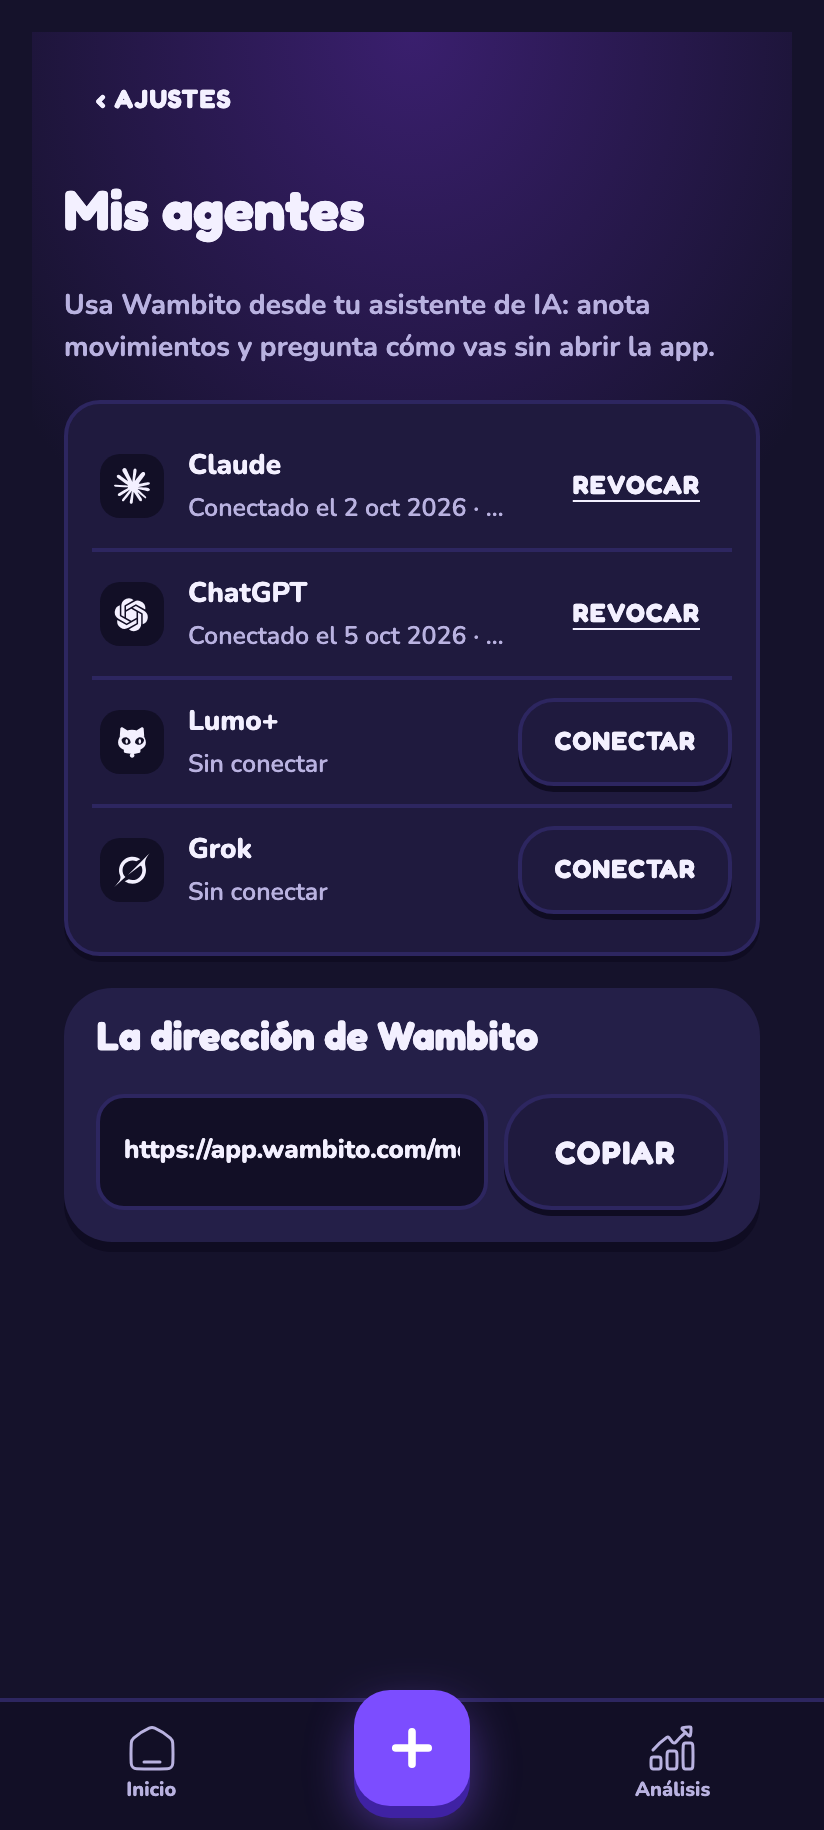 ‹ AJUSTES
Mis agentes
Usa Wambito desde tu asistente de IA: anota
movimientos y pregunta cómo vas sin abrir la app.
Claude
Conectado el 2 oct 2026 · ...
REVOCAR
ChatGPT
Conectado el 5 oct 2026 · ...
REVOCAR
Lumo+
Sin conectar
CONECTAR
Grok
Sin conectar
CONECTAR
La dirección de Wambito
https://app.wambito.com/m
COPIAR
Inicio
Análisis